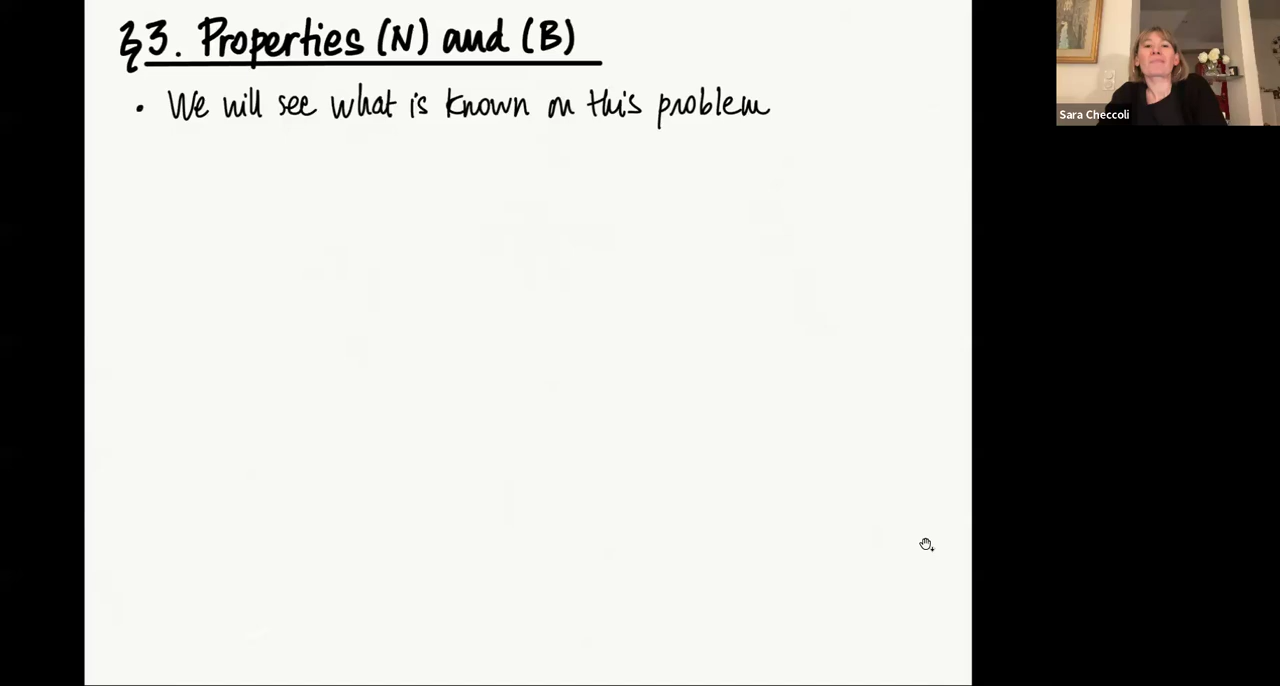 §3. Properties (N) and (B)
• We will see what is known on this problem
Sara Checcoli